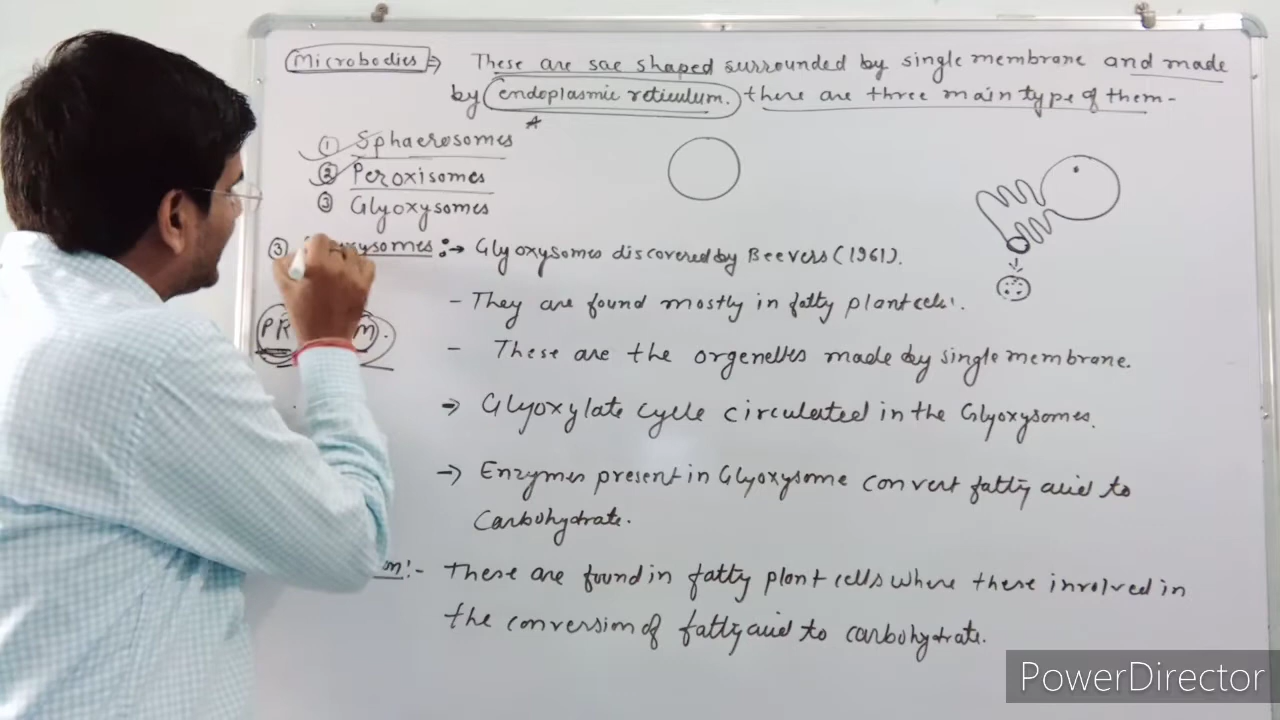 Microbodies ⇒ These are sac shaped surrounded by single membrane and made
by endoplasmic reticulum. there are three main type of them-
① Sphaerosomes
② Peroxisomes
③ Glyoxysomes
③ :→ Glyoxysomes discovered by Beevers (1961).
- They are found mostly in fatty plant cells.
- These are the orgenelles made by single membrane.
→ Glyoxylate cycle circulated in the Glyoxysomes.
→ Enzymes present in Glyoxysome convert fatty acid to
Carbohydrate.
:- These are found in fatty plant cells where these involved in
the conversion of fatty acid to carbohydrate.
PowerDirector